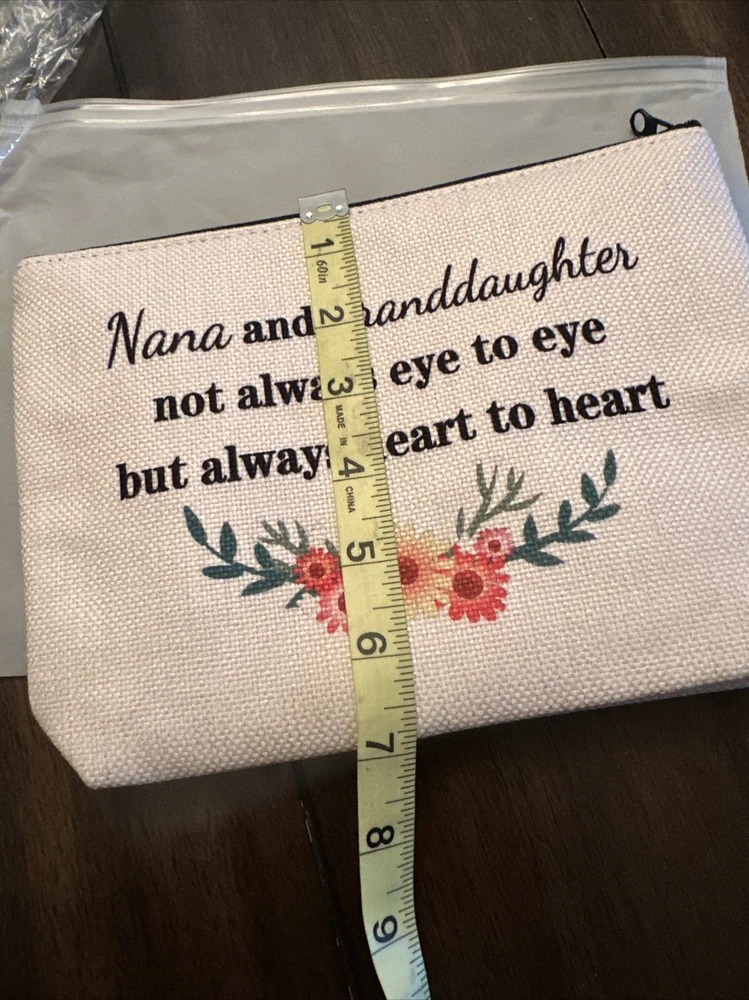 Nana and randdaughter
not alwa eye to eye
but always eart to heart
1
60in
2
3
MADE IN
4
CHINA
5
6
7
8
9